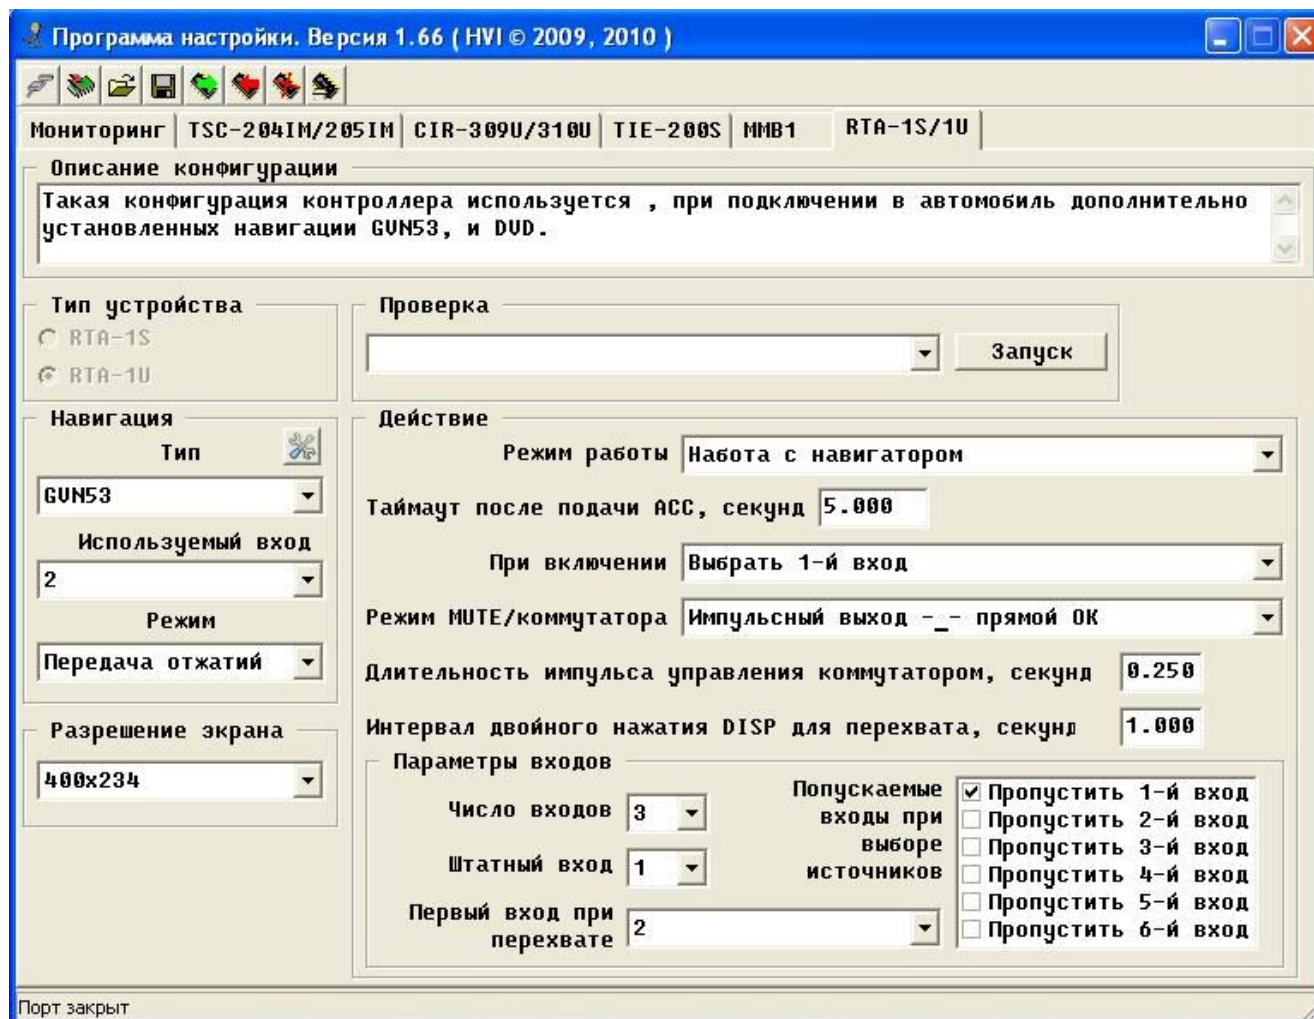 Программа настройки. Версия 1.66 ( HVI © 2009, 2010 )
Мониторинг TSC-204IM/205IM CIR-309U/310U TIE-200S MMB1 RTA-1S/1U
Описание конфигурации
Такая конфигурация контроллера используется , при подключении в автомобиль дополнительно
установленных навигации GVN53, и DVD.
Тип устройства
RTA-1S
RTA-1U
Проверка
Запуск
Навигация
Тип
GVN53
Используемый вход
2
Режим
Передача отжатий
Разрешение экрана
400x234
Действие
Режим работы Набота с навигатором
Таймаут после подачи ACC, секунд 5.000
При включении Выбрать 1-й вход
Режим MUTE/коммутатора Импульсный выход -_- прямой ОК
Длительность импульса управления коммутатором, секунд 0.250
Интервал двойного нажатия DISP для перехвата, секунд 1.000
Параметры входов
Число входов 3
Штатный вход 1
Первый вход при
перехвате 2
Попускаемые
входы при
выборе
источников
Пропустить 1-й вход
Пропустить 2-й вход
Пропустить 3-й вход
Пропустить 4-й вход
Пропустить 5-й вход
Пропустить 6-й вход
Порт закрыт